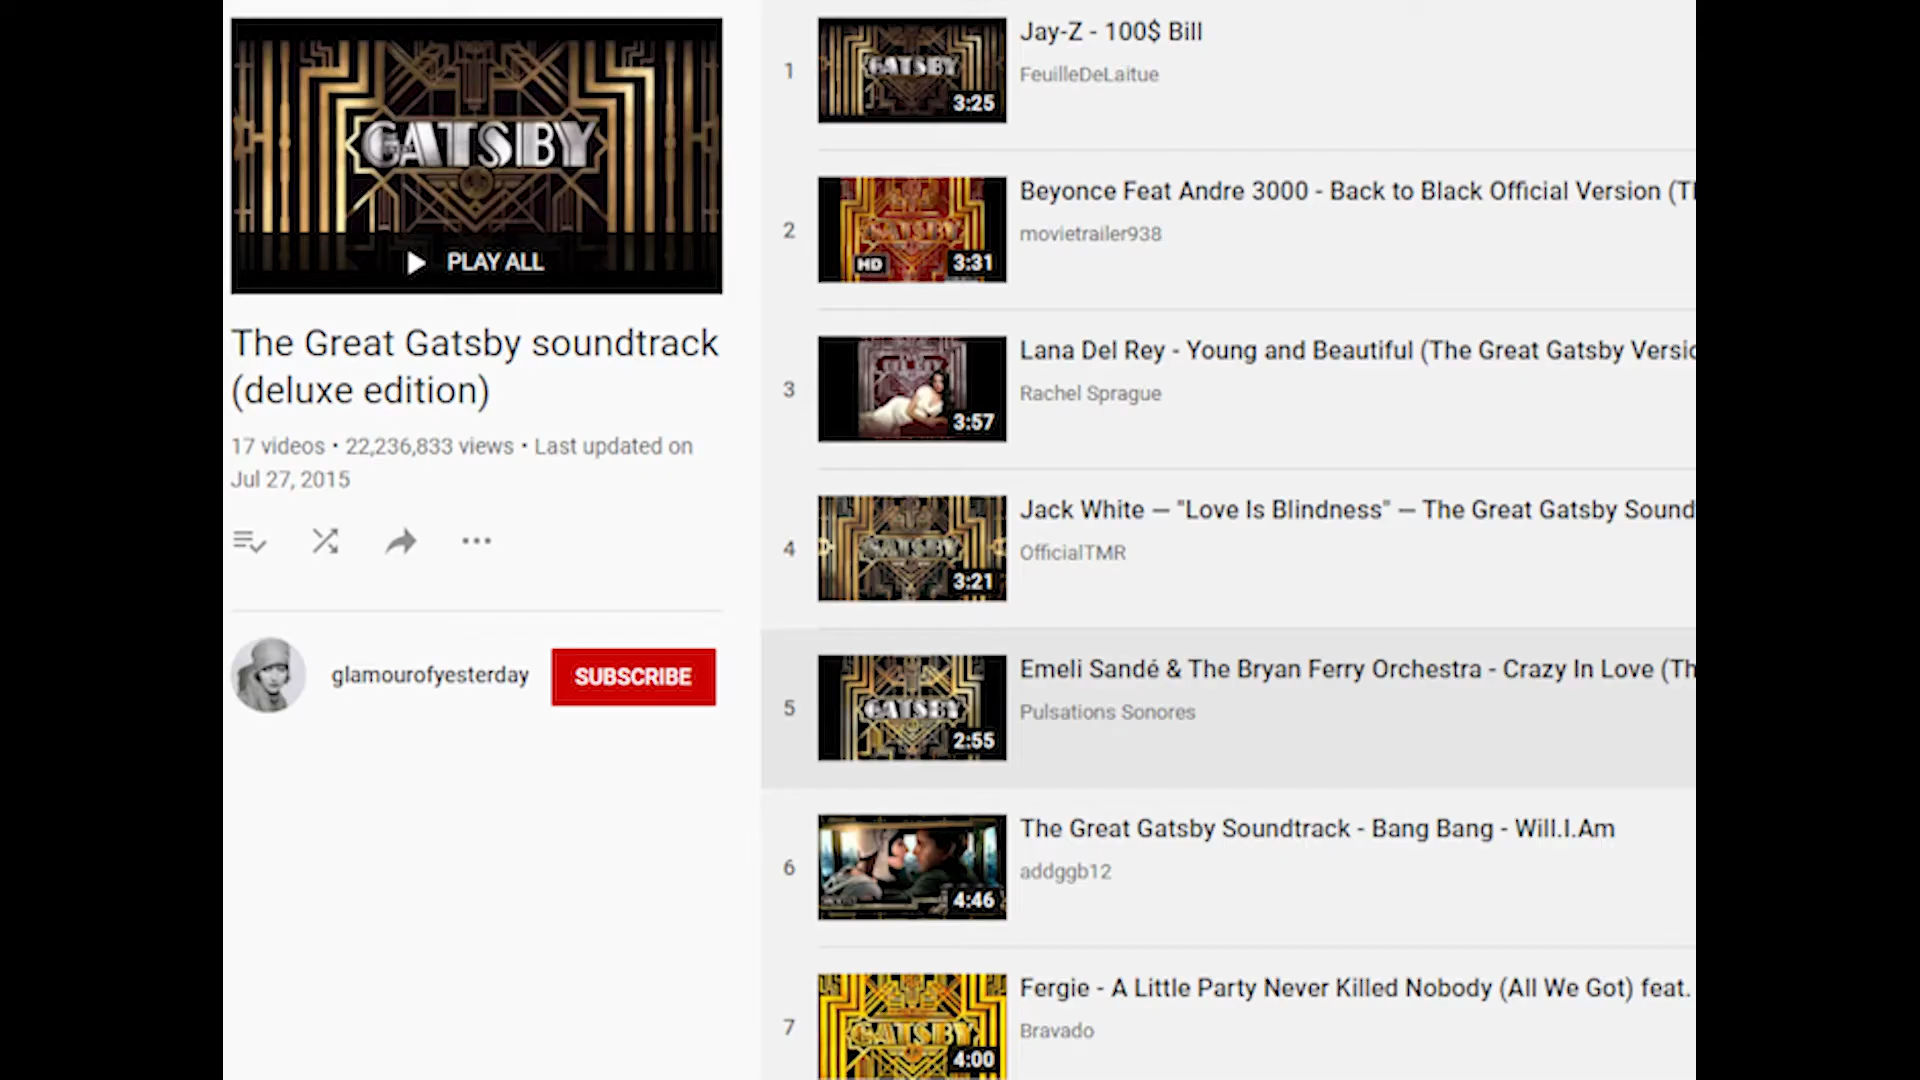 GATSBY
PLAY ALL
The Great Gatsby soundtrack
(deluxe edition)
17 videos • 22,236,833 views • Last updated on
Jul 27, 2015
glamourofyesterday
SUBSCRIBE
1
GATSBY
3:25
Jay-Z - 100$ Bill
FeuilleDeLaitue
2
GATSBY
HD
3:31
Beyonce Feat Andre 3000 - Back to Black Official Version (Th
movietrailer938
3
3:57
Lana Del Rey - Young and Beautiful (The Great Gatsby Versio
Rachel Sprague
4
GATSBY
3:21
Jack White — "Love Is Blindness" — The Great Gatsby Sound
OfficialTMR
5
GATSBY
2:55
Emeli Sandé & The Bryan Ferry Orchestra - Crazy In Love (Th
Pulsations Sonores
6
4:46
The Great Gatsby Soundtrack - Bang Bang - Will.I.Am
addggb12
7
GATSBY
4:00
Fergie - A Little Party Never Killed Nobody (All We Got) feat.
Bravado